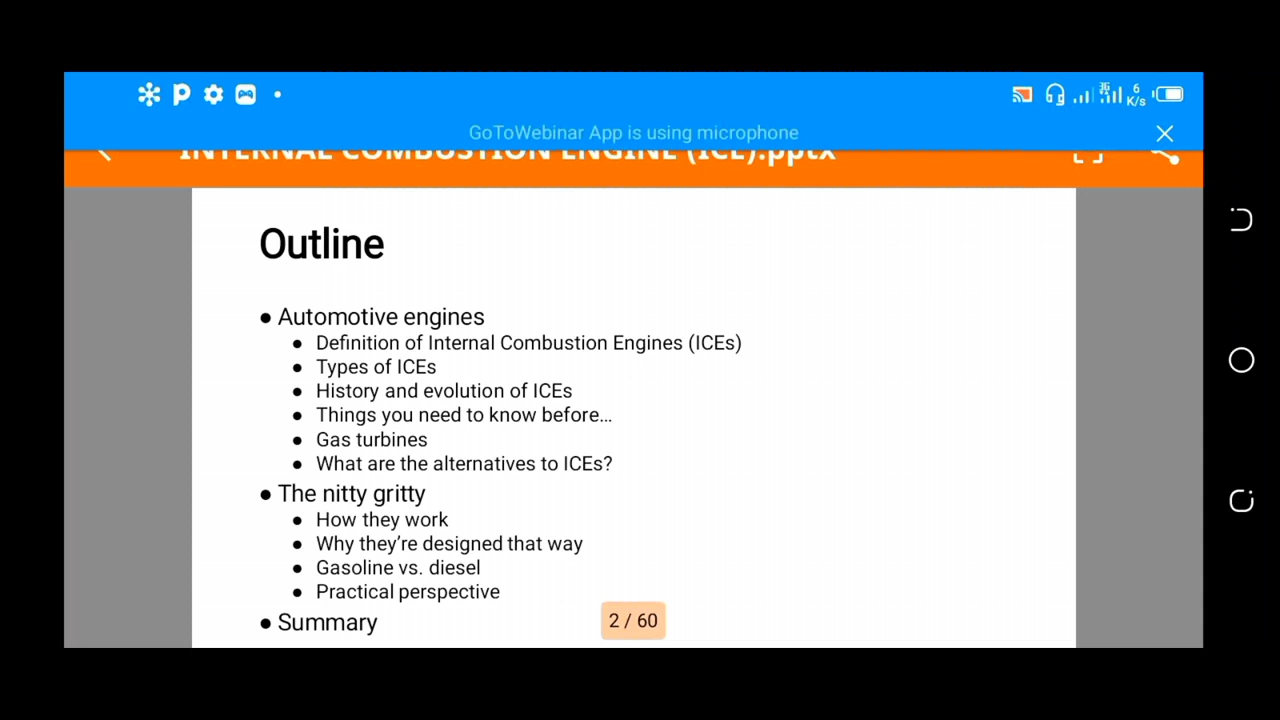 6
K/s
GoToWebinar App is using microphone
INTERNAL COMBUSTION ENGINE (ICE).pptx
Outline
● Automotive engines
● Definition of Internal Combustion Engines (ICEs)
● Types of ICEs
● History and evolution of ICEs
● Things you need to know before...
● Gas turbines
● What are the alternatives to ICEs?
● The nitty gritty
● How they work
● Why they’re designed that way
● Gasoline vs. diesel
● Practical perspective
● Summary
2 / 60